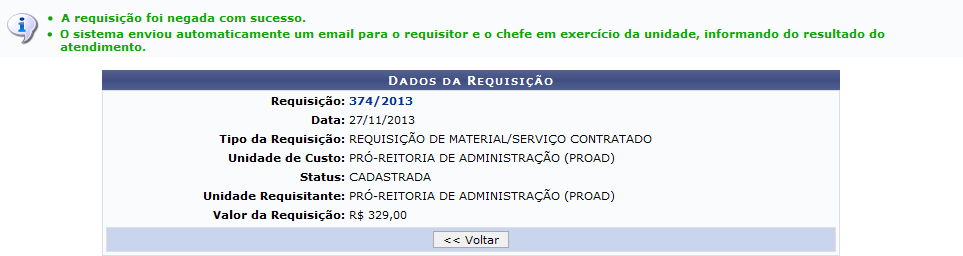 A requisição foi negada com sucesso.
O sistema enviou automaticamente um email para o requisitor e o chefe em exercício da unidade, informando do resultado do
atendimento.
Dados da Requisição
Requisição: 374/2013
Data: 27/11/2013
Tipo da Requisição: REQUISIÇÃO DE MATERIAL/SERVIÇO CONTRATADO
Unidade de Custo: PRÓ-REITORIA DE ADMINISTRAÇÃO (PROAD)
Status: CADASTRADA
Unidade Requisitante: PRÓ-REITORIA DE ADMINISTRAÇÃO (PROAD)
Valor da Requisição: R$ 329,00
<< Voltar